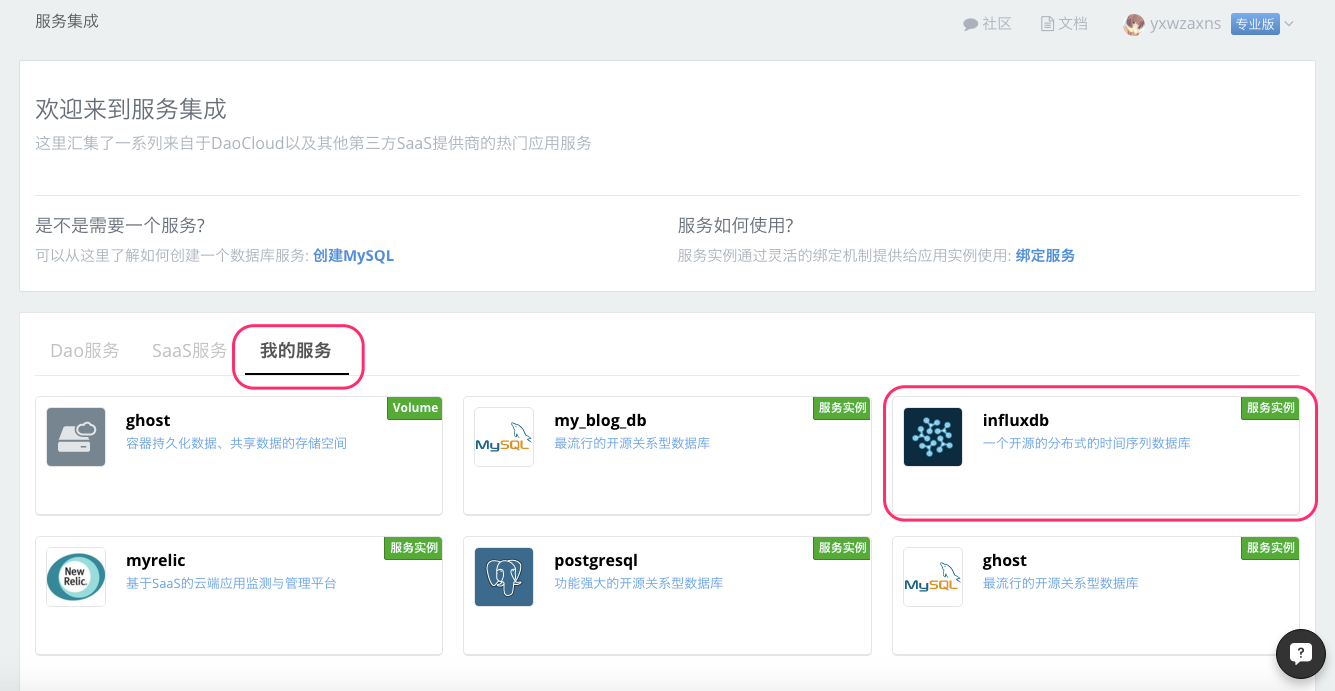 服务集成
社区
文档
yxwzaxns
专业版
欢迎来到服务集成
这里汇集了一系列来自于DaoCloud以及其他第三方SaaS提供商的热门应用服务
是不是需要一个服务?
可以从这里了解如何创建一个数据库服务: 创建MySQL
服务如何使用?
服务实例通过灵活的绑定机制提供给应用实例使用: 绑定服务
Dao服务
SaaS服务
我的服务
Volume
ghost
容器持久化数据、共享数据的存储空间
服务实例
MySQL
my_blog_db
最流行的开源关系型数据库
服务实例
influxdb
一个开源的分布式的时间序列数据库
服务实例
New
Relic.
myrelic
基于SaaS的云端应用监测与管理平台
服务实例
postgresql
功能强大的开源关系型数据库
服务实例
MySQL
ghost
最流行的开源关系型数据库
?